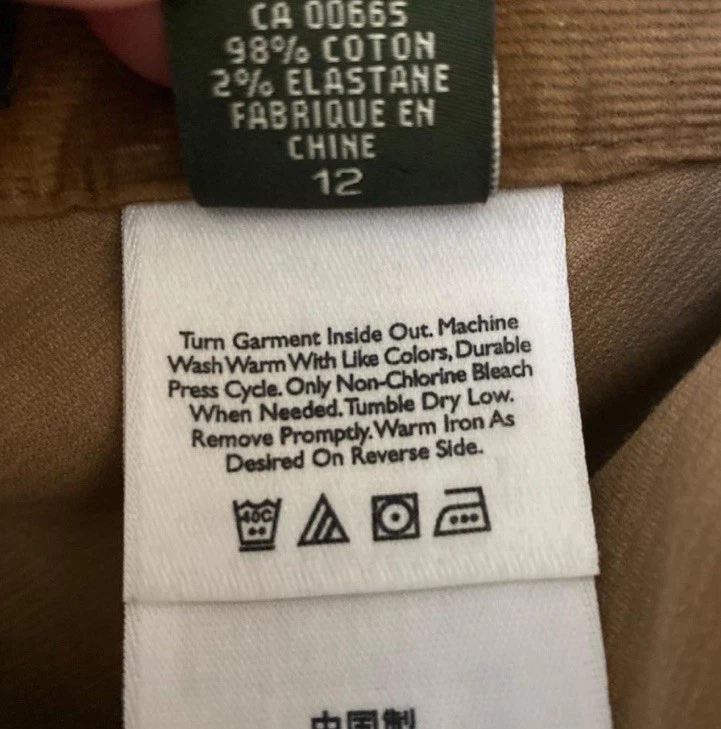 CA 00665
98% COTON
2% ELASTANE
FABRIQUE EN
CHINE
12
Turn Garment Inside Out. Machine
Wash Warm With Like Colors, Durable
Press Cycle. Only Non-Chlorine Bleach
When Needed. Tumble Dry Low.
Remove Promptly. Warm Iron As
Desired On Reverse Side.
40C
中国制